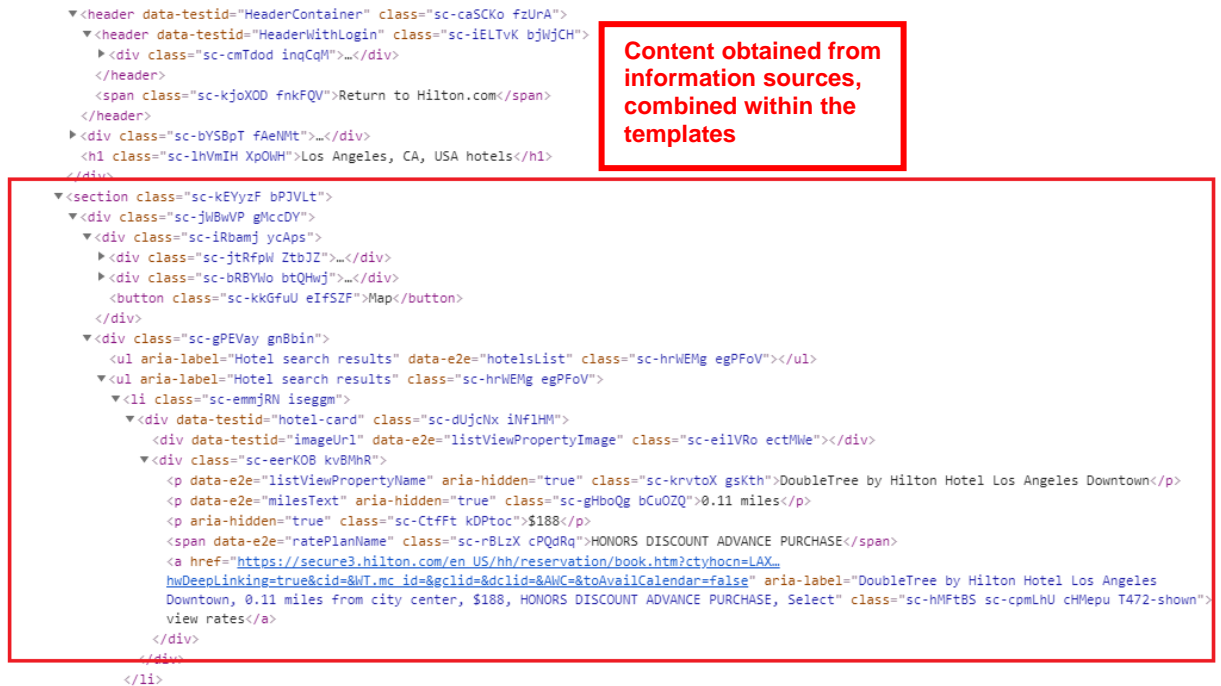 ▼<header data-testid="HeaderContainer" class="sc-caSCKo fzUrA">
▼<header data-testid="HeaderWithLogin" class="sc-iELTvK bjWjCH">
▶<div class="sc-cmTdod inqCqM">…</div>
</header>
<span class="sc-kjoXOD fnkFQV">Return to Hilton.com</span>
</header>
▶<div class="sc-bYSBpT fAeNMt">…</div>
<h1 class="sc-lhVmIH XpOWH">Los Angeles, CA, USA hotels</h1>
</div>
Content obtained from
information sources,
combined within the
templates
▼<section class="sc-kEYyzF bPJVLt">
▼<div class="sc-jWBwVP gMccDY">
▼<div class="sc-iRbamj ycAps">
▶<div class="sc-jtRfpW ZtbJZ">…</div>
▶<div class="sc-bRBYWo btQHwj">…</div>
<button class="sc-kkGfuU eIfSZF">Map</button>
</div>
▼<div class="sc-gPEVay gnBbin">
<ul aria-label="Hotel search results" data-e2e="hotelsList" class="sc-hrWEMg egPFoV"></ul>
▼<ul aria-label="Hotel search results" class="sc-hrWEMg egPFoV">
▼<li class="sc-emmjRN iseggm">
▼<div data-testid="hotel-card" class="sc-dUjcNx iNflHM">
<div data-testid="imageUrl" data-e2e="listViewPropertyImage" class="sc-eilVRo ectMWe"></div>
▼<div class="sc-eerKOB kvBMhR">
<p data-e2e="listViewPropertyName" aria-hidden="true" class="sc-krvtoX gsKth">DoubleTree by Hilton Hotel Los Angeles Downtown</p>
<p data-e2e="milesText" aria-hidden="true" class="sc-gHboQg bCuOZQ">0.11 miles</p>
<p aria-hidden="true" class="sc-CtfFt kDPtoc">$188</p>
<span data-e2e="ratePlanName" class="sc-rBLzX cPQdRq">HONORS DISCOUNT ADVANCE PURCHASE</span>
<a href="https://secure3.hilton.com/en_US/hh/reservation/book.htm?ctyhocn=LAX…
hwDeepLinking=true&cid=&WT.mc_id=&gclid=&dclid=&AWC=&toAvailCalendar=false" aria-label="DoubleTree by Hilton Hotel Los Angeles
Downtown, 0.11 miles from city center, $188, HONORS DISCOUNT ADVANCE PURCHASE, Select" class="sc-hMFtBS sc-cpmLhU cHMepu T472-shown">
view rates</a>
</div>
</div>
</li>